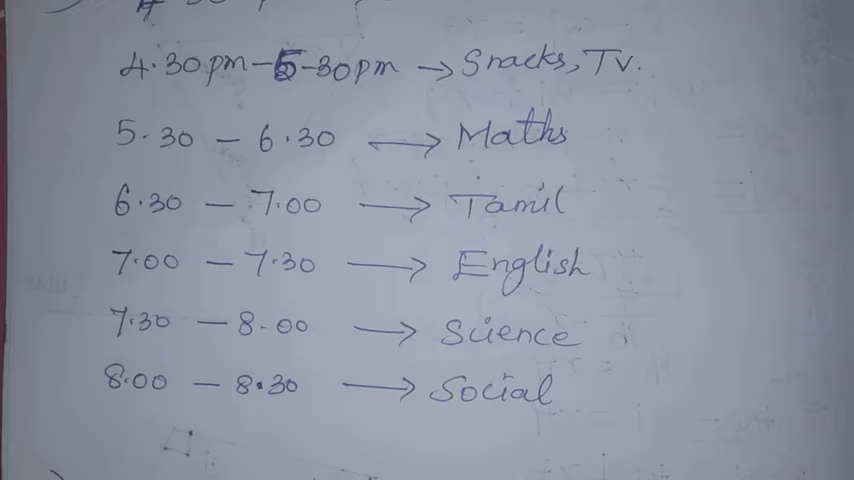 4.30pm-5-30pm → Snacks, Tv.
5.30 - 6.30 → Maths
6.30 - 7.00 → Tamil
7.00 - 7.30 → English
7.30 - 8.00 → Science
8.00 - 8.30 → Social